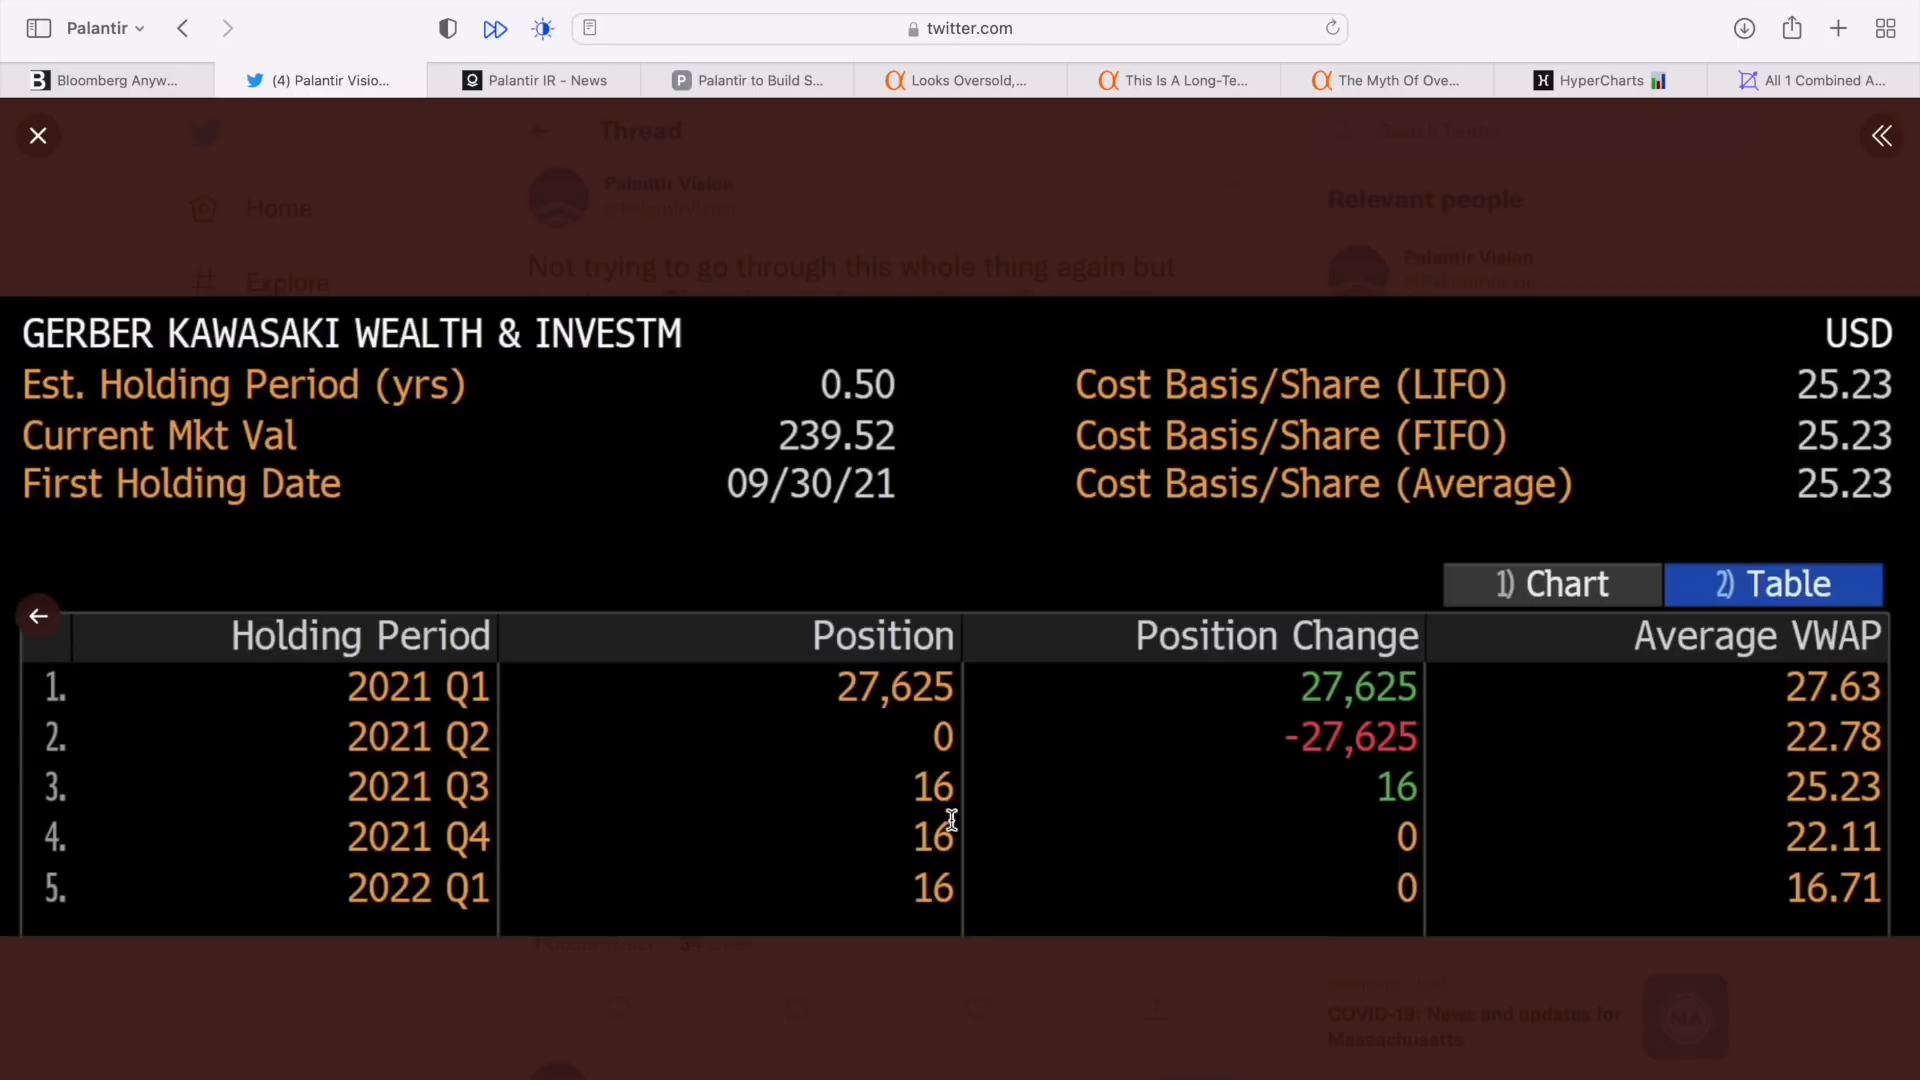 Palantir
twitter.com
Bloomberg Anyw...
(4) Palantir Visio...
Palantir IR - News
Palantir to Build S...
Looks Oversold,...
This Is A Long-Te...
The Myth Of Ove...
HyperCharts
All 1 Combined A...
Thread
Search Twitter
Palantir Vision
Home
Relevant people
Palantir Vision
Not trying to go through this whole thing again but
Explore
GERBER KAWASAKI WEALTH & INVESTM USD
Est. Holding Period (yrs) 0.50 Cost Basis/Share (LIFO) 25.23
Current Mkt Val 239.52 Cost Basis/Share (FIFO) 25.23
First Holding Date 09/30/21 Cost Basis/Share (Average) 25.23
1) Chart 2) Table
Holding Period Position Position Change Average VWAP
1. 2021 Q1 27,625 27,625 27.63
2. 2021 Q2 0 -27,625 22.78
3. 2021 Q3 16 16 25.23
4. 2021 Q4 16 0 22.11
5. 2022 Q1 16 0 16.71
COVID-19: News and updates for
Massachusetts
MA